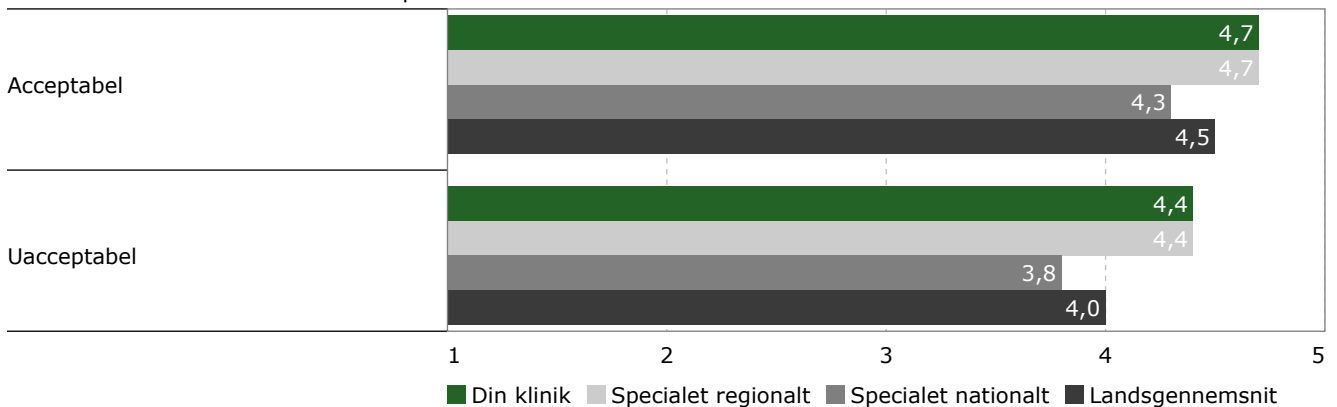 Acceptabel
4,7
4,7
4,3
4,5
Uacceptabel
4,4
4,4
3,8
4,0
1 2 3 4 5
Din klinik Specialet regionalt Specialet nationalt Landsgennemsnit